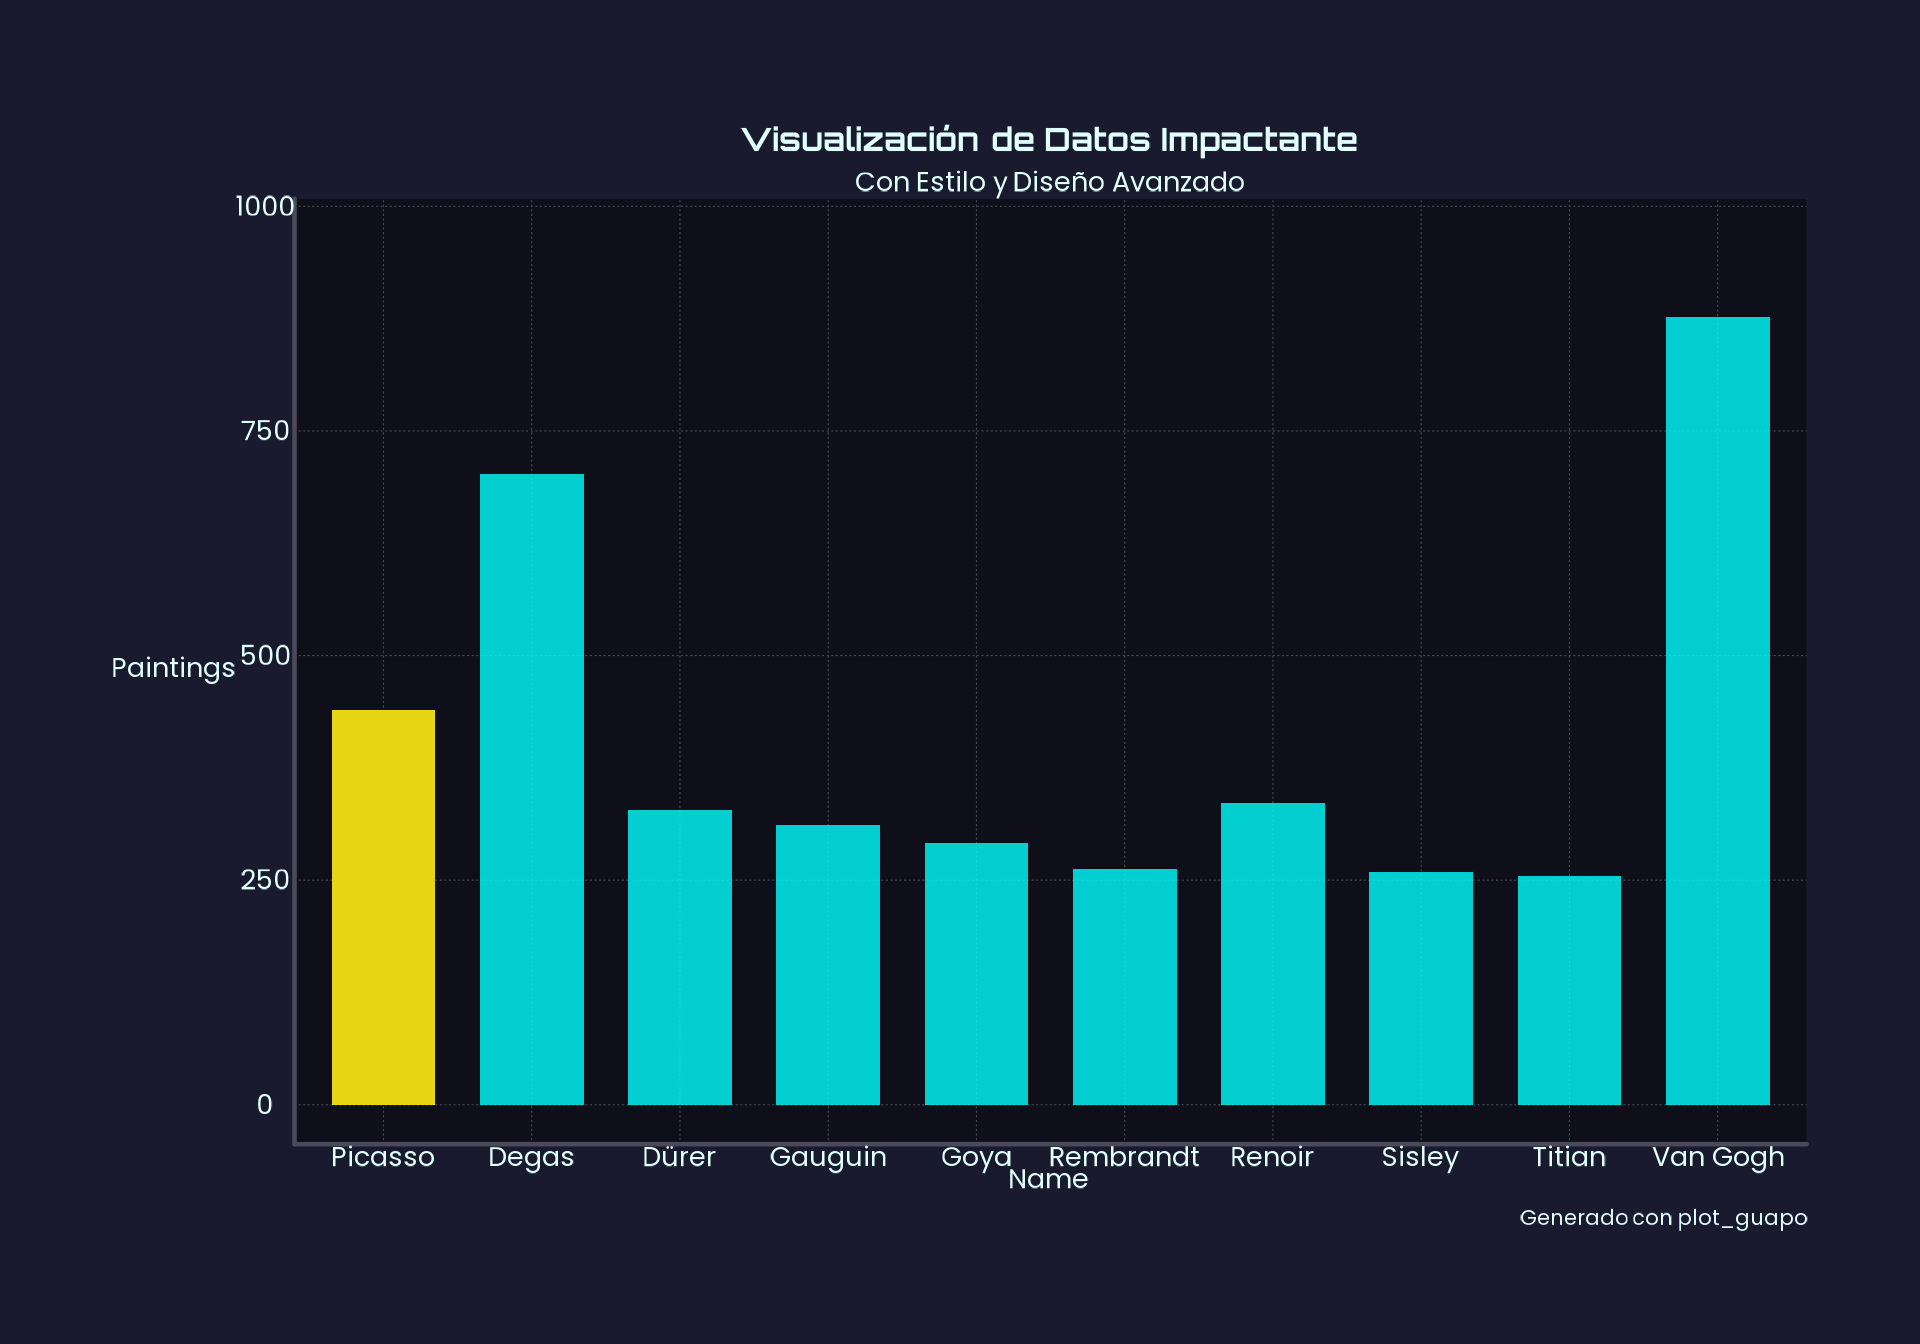 Visualización de Datos Impactante
Con Estilo y Diseño Avanzado
1000
750
500
250
0
Paintings
Picasso Degas Dürer Gauguin Goya Rembrandt Renoir Sisley Titian Van Gogh
Name
Generado con plot_guapo